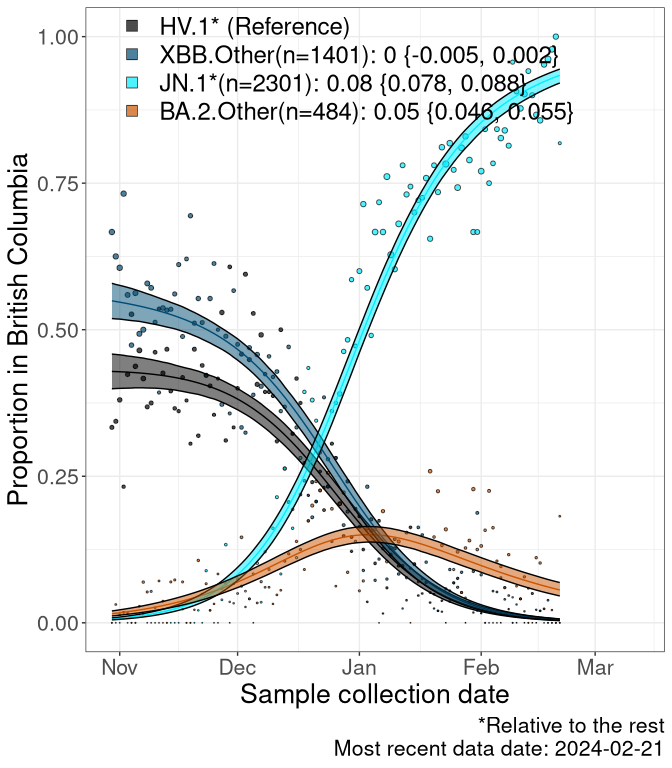 HV.1* (Reference)
XBB.Other(n=1401): 0 {-0.005, 0.002}
JN.1*(n=2301): 0.08 {0.078, 0.088}
BA.2.Other(n=484): 0.05 {0.046, 0.055}
1.00
0.75
0.50
0.25
0.00
Proportion in British Columbia
Nov Dec Jan Feb Mar
Sample collection date
*Relative to the rest
Most recent data date: 2024-02-21